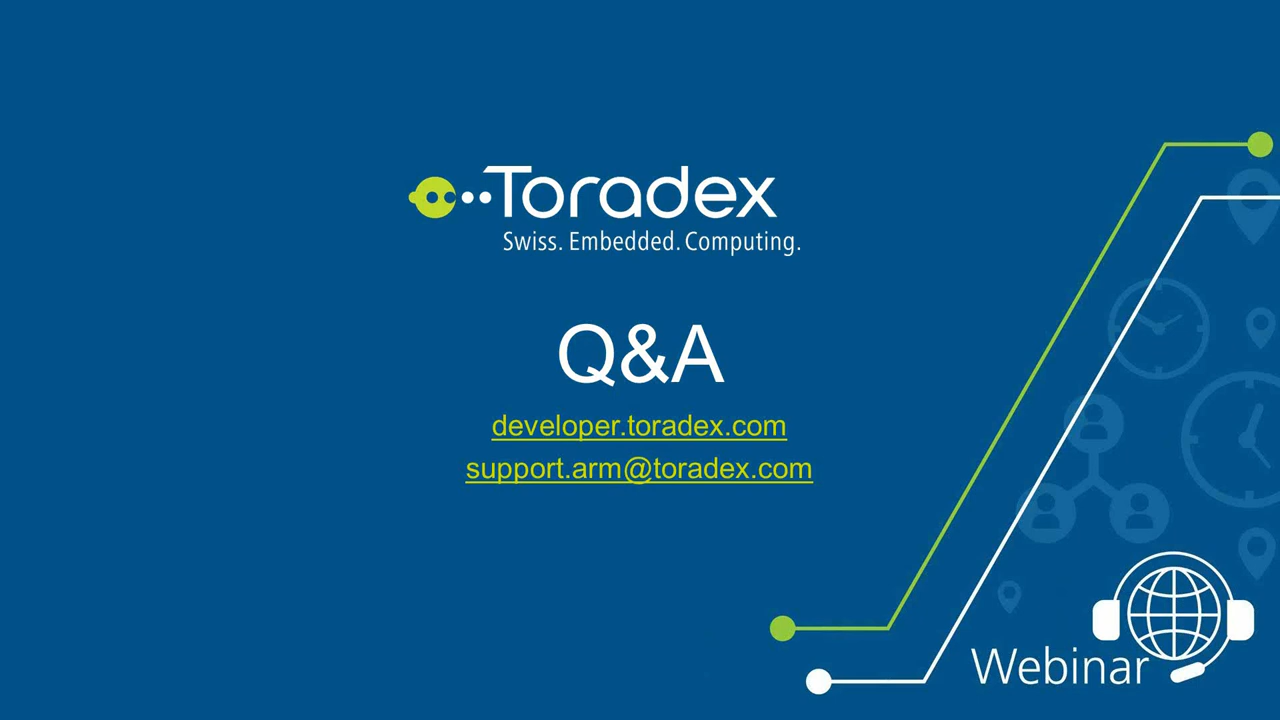 Toradex
Swiss. Embedded. Computing.
Q&A
developer.toradex.com
support.arm@toradex.com
Webinar